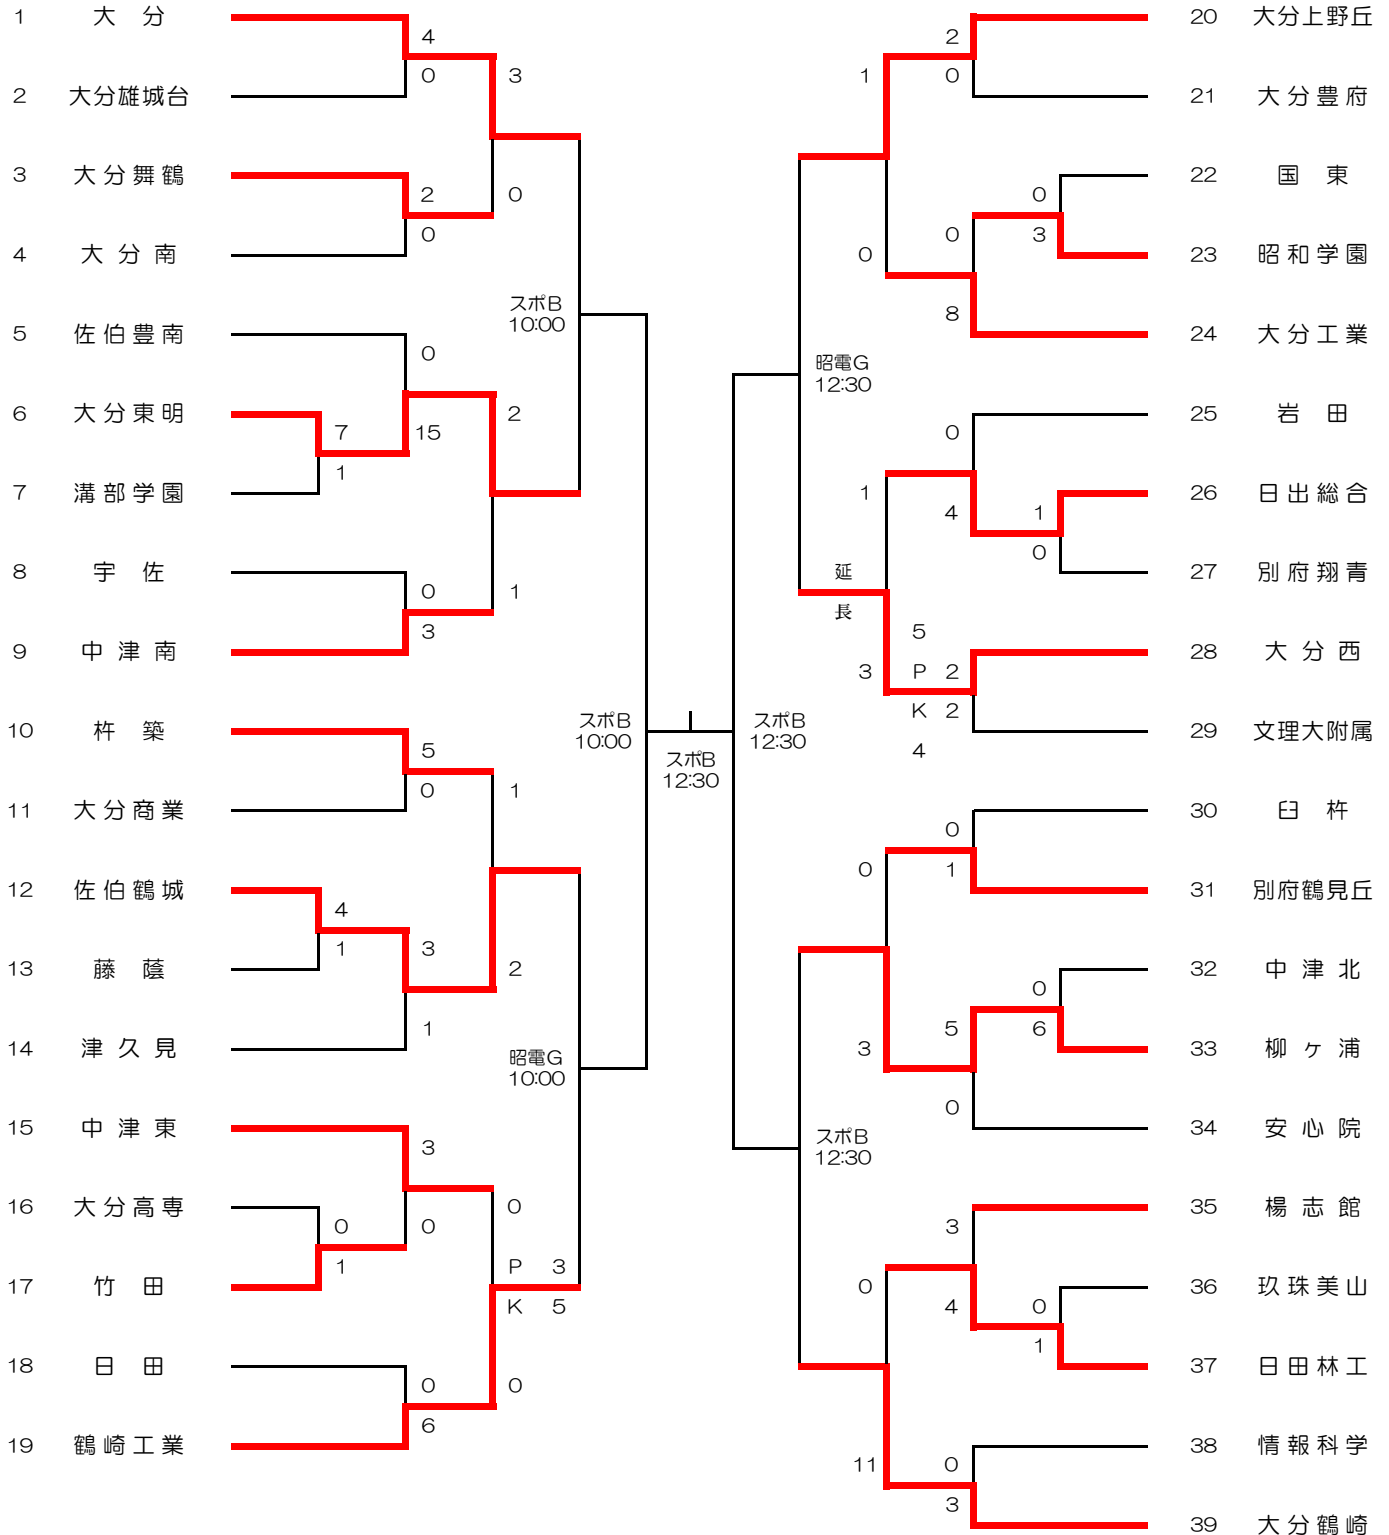 1 大分
4
0
2 大分雄城台
3
3 大分舞鶴
2
0
0
4 大分南
スポB
10:00
5 佐伯豊南
0
6 大分東明
7
15
2
1
7 溝部学園
8 宇佐
0
1
3
9 中津南
10 杵築
5
0
1
11 大分商業
12 佐伯鶴城
4
1
3
2
13 藤蔭
1
14 津久見
昭電G
10:00
15 中津東
3
16 大分高専
0
0
0
1
17 竹田
P 3
K 5
18 日田
0
0
6
19 鶴崎工業
スポB
10:00
スポB
12:30
スポB
12:30
20 大分上野丘
2
1
0
21 大分豊府
22 国東
0
0
0
3
23 昭和学園
8
24 大分工業
昭電G
12:30
25 岩田
0
1
4
1
26 日出総合
0
27 別府翔青
延
長
5
P 2
K 2
4
3
28 大分西
29 文理大附属
30 臼杵
0
0
1
31 別府鶴見丘
32 中津北
0
3
5
6
33 柳ヶ浦
0
34 安心院
スポB
12:30
35 楊志館
3
0
4
0
36 玖珠美山
1
37 日田林工
38 情報科学
11
0
3
39 大分鶴崎